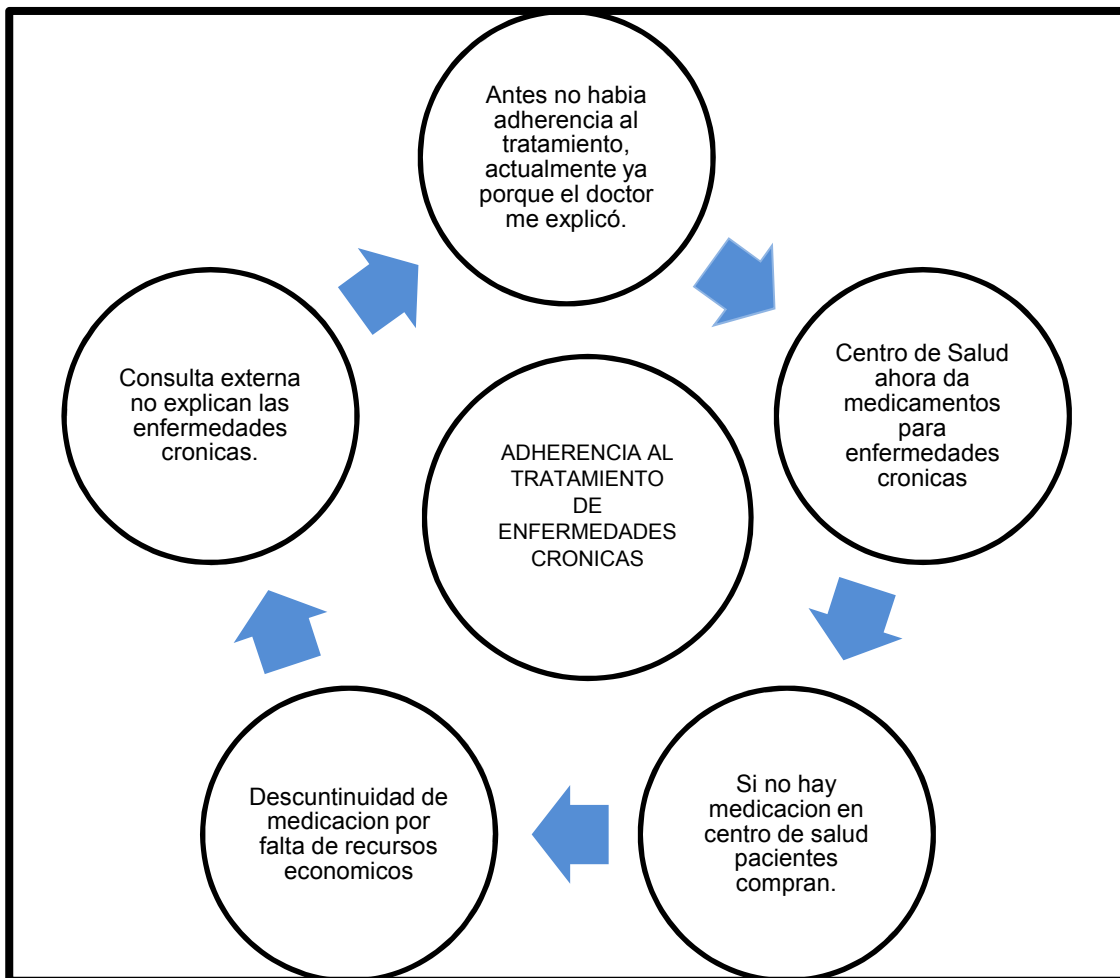 Antes no habia
adherencia al
tratamiento,
actualmente ya
porque el doctor
me explicó.
Centro de Salud
ahora da
medicamentos
para
enfermedades
cronicas
Si no hay
medicacion en
centro de salud
pacientes
compran.
Descuntinuidad de
medicacion por
falta de recursos
economicos
Consulta externa
no explican las
enfermedades
cronicas.
ADHERENCIA AL
TRATAMIENTO
DE
ENFERMEDADES
CRONICAS